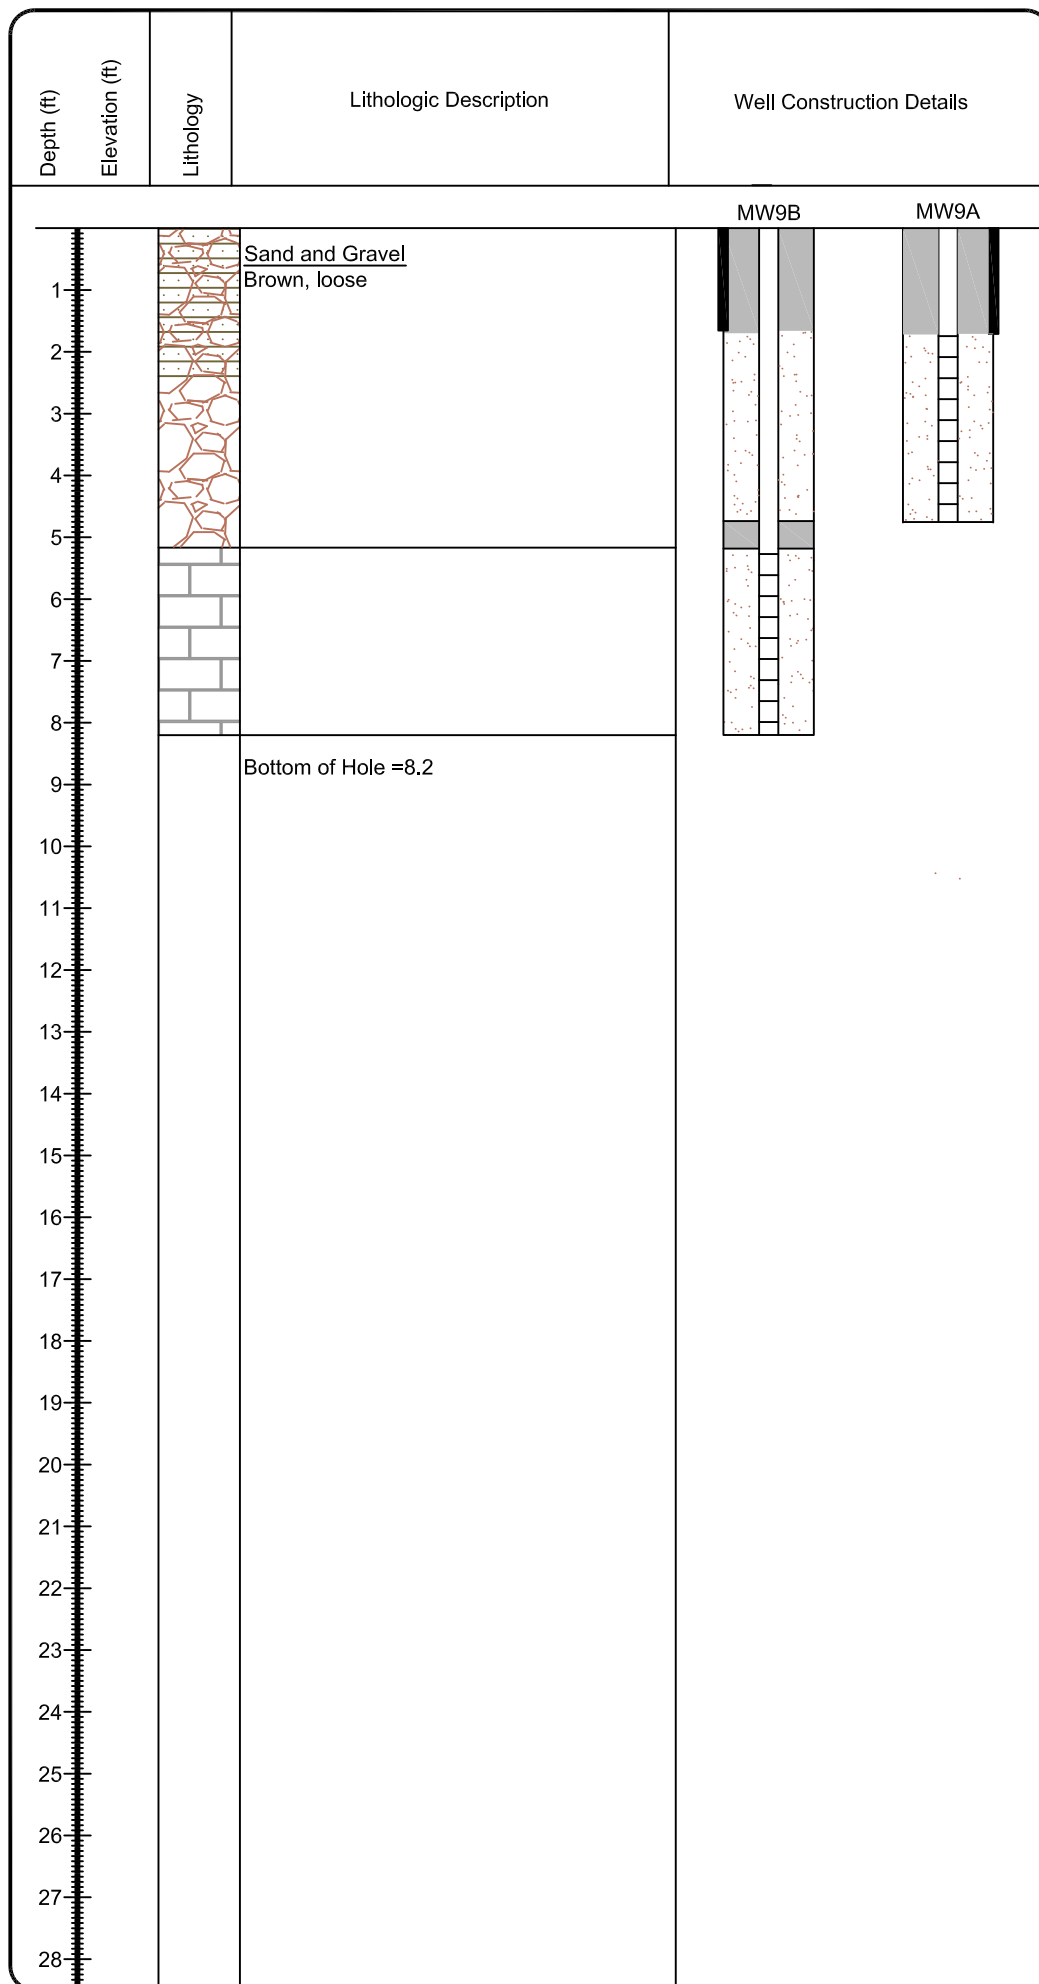 Depth (ft)
Elevation (ft)
Lithology
Lithologic Description
Well Construction Details
MW9B
MW9A
Sand and Gravel
Brown, loose
1
2
3
4
5
6
7
8
Bottom of Hole =8.2
9
10
11
12
13
14
15
16
17
18
19
20
21
22
23
24
25
26
27
28